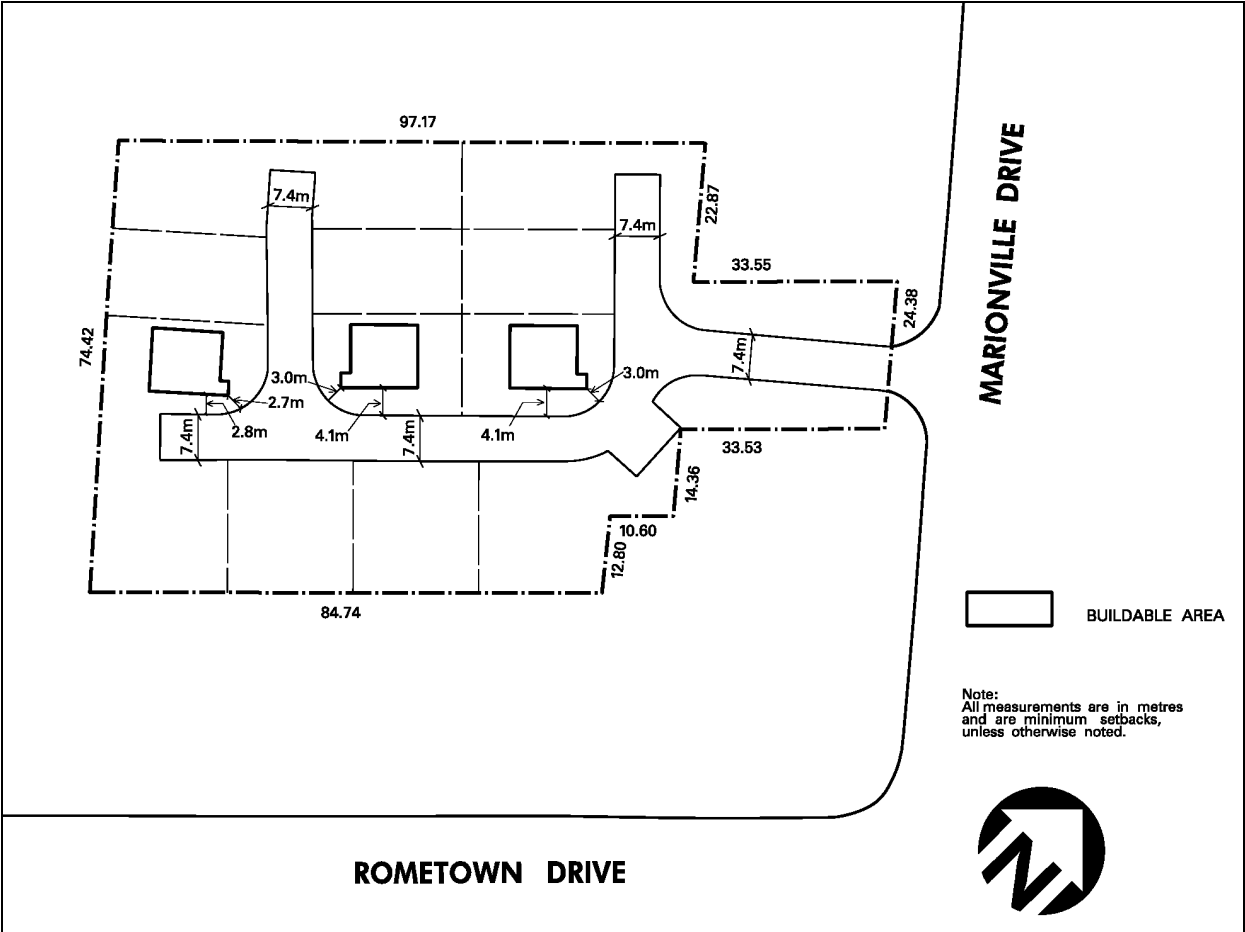 97.17
MARIONVILLE DRIVE
7.4m
22.87
7.4m
33.55
24.38
74.42
7.4m
3.0m
3.0m
2.7m
2.8m
4.1m
4.1m
7.4m
7.4m
33.53
14.36
10.60
12.80
84.74
BUILDABLE AREA
Note:
All measurements are in metres
and are minimum setbacks,
unless otherwise noted.
N
ROMETOWN DRIVE